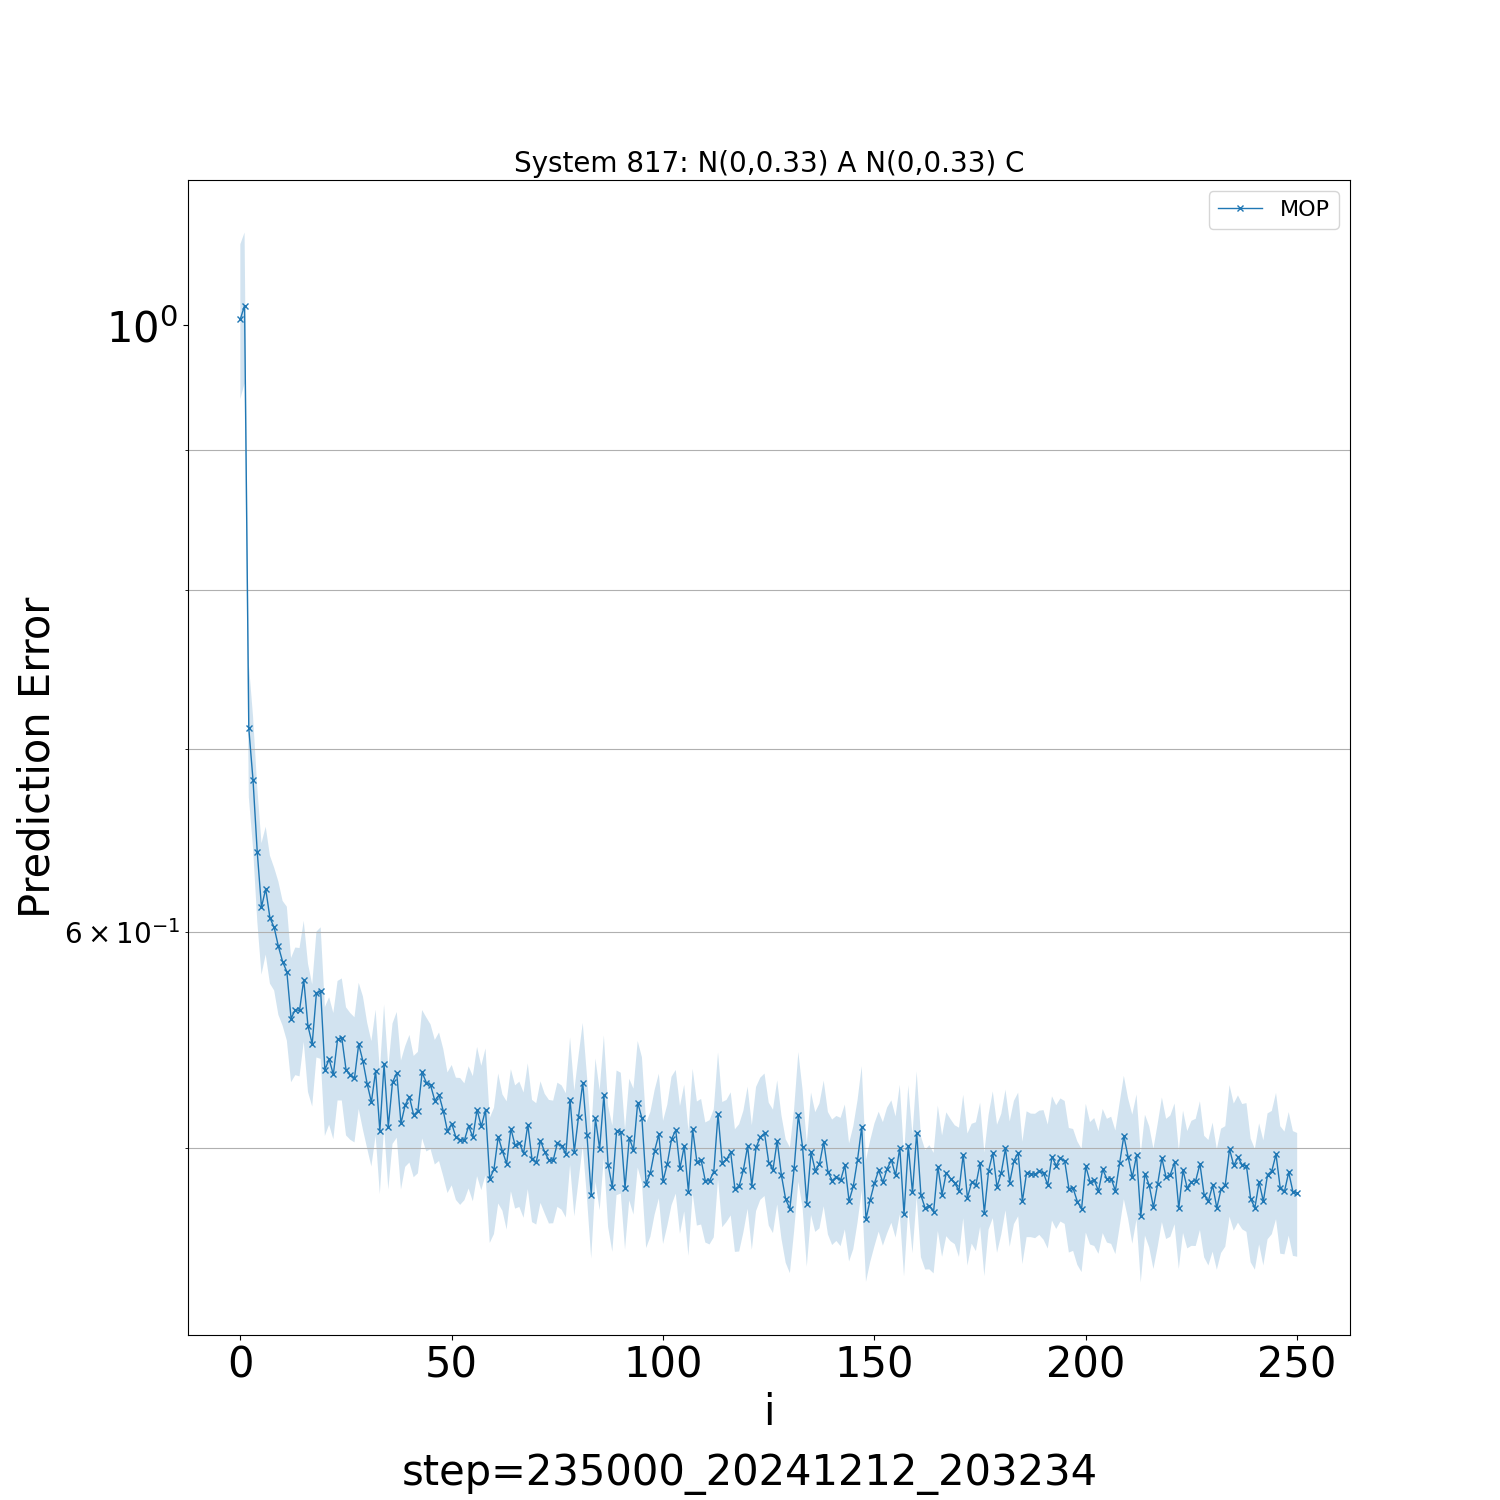 System 817: N(0,0.33) A N(0,0.33) C
MOP
10⁰
6 × 10⁻¹
Prediction Error
0 50 100 150 200 250
i
step=235000_20241212_203234